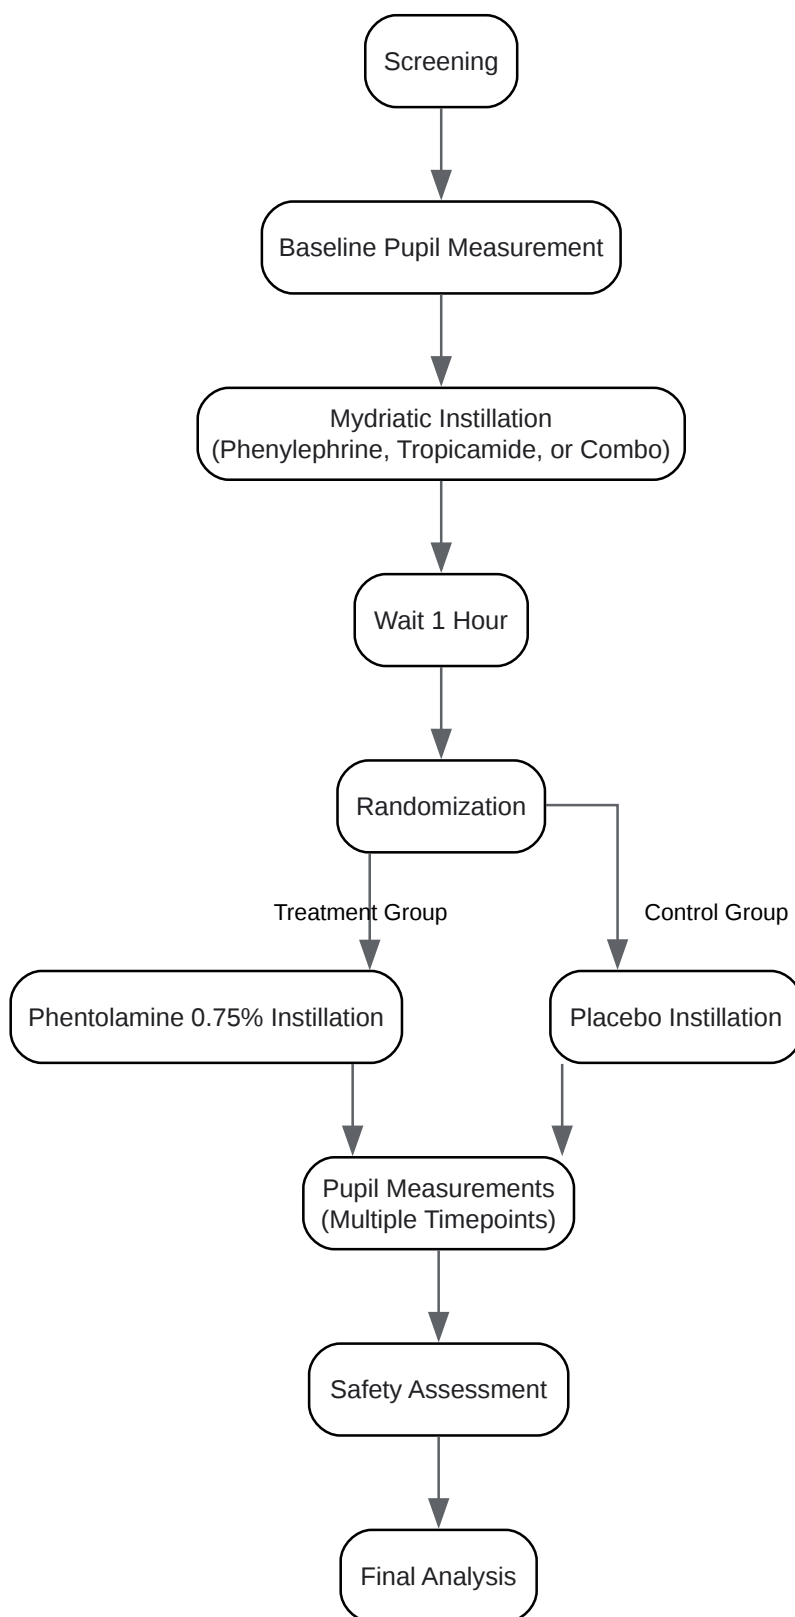 Screening
Baseline Pupil Measurement
Mydriatic Instillation
(Phenylephrine, Tropicamide, or Combo)
Wait 1 Hour
Randomization
Treatment Group
Control Group
Phentolamine 0.75% Instillation
Placebo Instillation
Pupil Measurements
(Multiple Timepoints)
Safety Assessment
Final Analysis